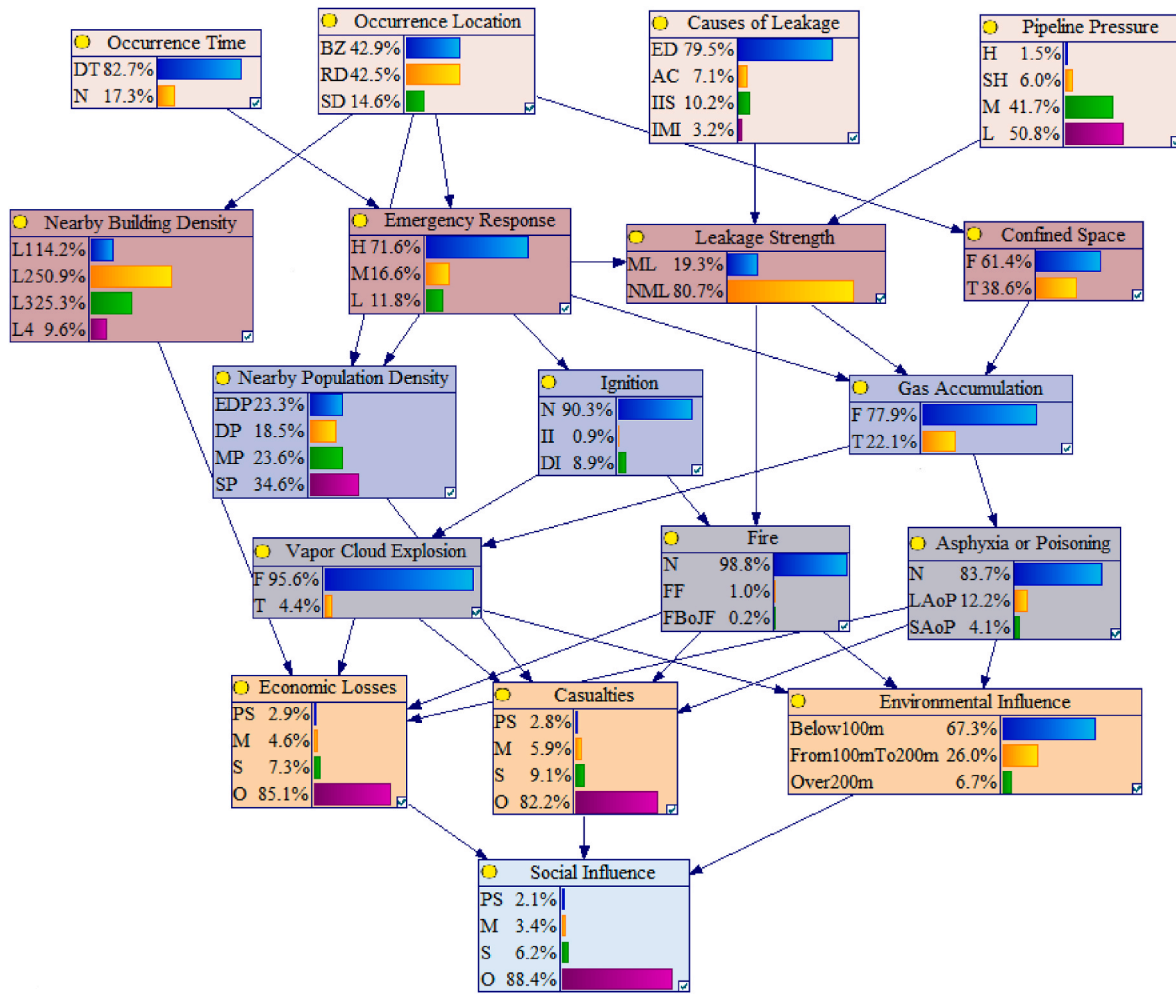 Occurrence Time
DT 82.7%
N 17.3%
Occurrence Location
BZ 42.9%
RD 42.5%
SD 14.6%
Causes of Leakage
ED 79.5%
AC 7.1%
IIS 10.2%
IMI 3.2%
Pipeline Pressure
H 1.5%
SH 6.0%
M 41.7%
L 50.8%
Nearby Building Density
L1 14.2%
L2 50.9%
L3 25.3%
L4 9.6%
Emergency Response
H 71.6%
M 16.6%
L 11.8%
Leakage Strength
ML 19.3%
NML 80.7%
Confined Space
F 61.4%
T 38.6%
Nearby Population Density
EDP 23.3%
DP 18.5%
MP 23.6%
SP 34.6%
Ignition
N 90.3%
II 0.9%
DI 8.9%
Gas Accumulation
F 77.9%
T 22.1%
Vapor Cloud Explosion
F 95.6%
T 4.4%
Fire
N 98.8%
FF 1.0%
FBoJF 0.2%
Asphyxia or Poisoning
N 83.7%
LAoP 12.2%
SAoP 4.1%
Economic Losses
PS 2.9%
M 4.6%
S 7.3%
O 85.1%
Casualties
PS 2.8%
M 5.9%
S 9.1%
O 82.2%
Environmental Influence
Below100m 67.3%
From100mTo200m 26.0%
Over200m 6.7%
Social Influence
PS 2.1%
M 3.4%
S 6.2%
O 88.4%